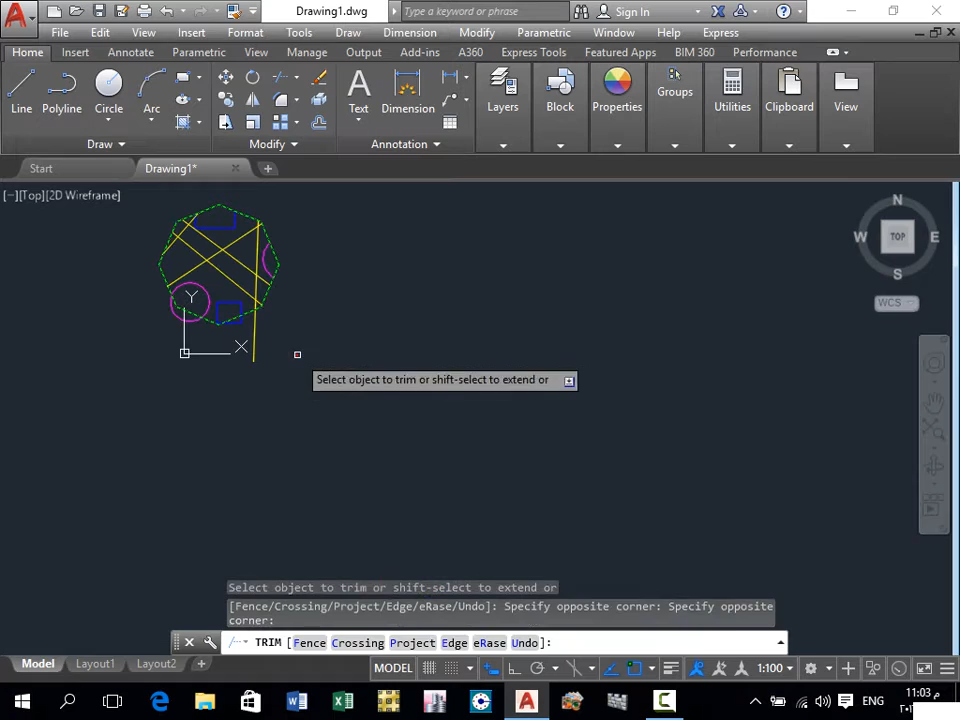 Drawing1.dwg
Type a keyword or phrase
Sign In
File Edit View Insert Format Tools Draw Dimension Modify Parametric Window Help Express
Home Insert Annotate Parametric View Manage Output Add-ins A360 Express Tools Featured Apps BIM 360 Performance
Line Polyline Circle Arc Text Dimension Layers Block Properties Groups Utilities Clipboard View
Draw Modify Annotation
Start Drawing1*
[−][Top][2D Wireframe]
N
W TOP E
S
WCS
Y
X
Select object to trim or shift-select to extend or
Select object to trim or shift-select to extend or
[Fence/Crossing/Project/Edge/eRase/Undo]: Specify opposite corner: Specify opposite
corner:
TRIM [Fence Crossing Project Edge eRase Undo]:
Model Layout1 Layout2
MODEL 1:100
ENG
11:03 م